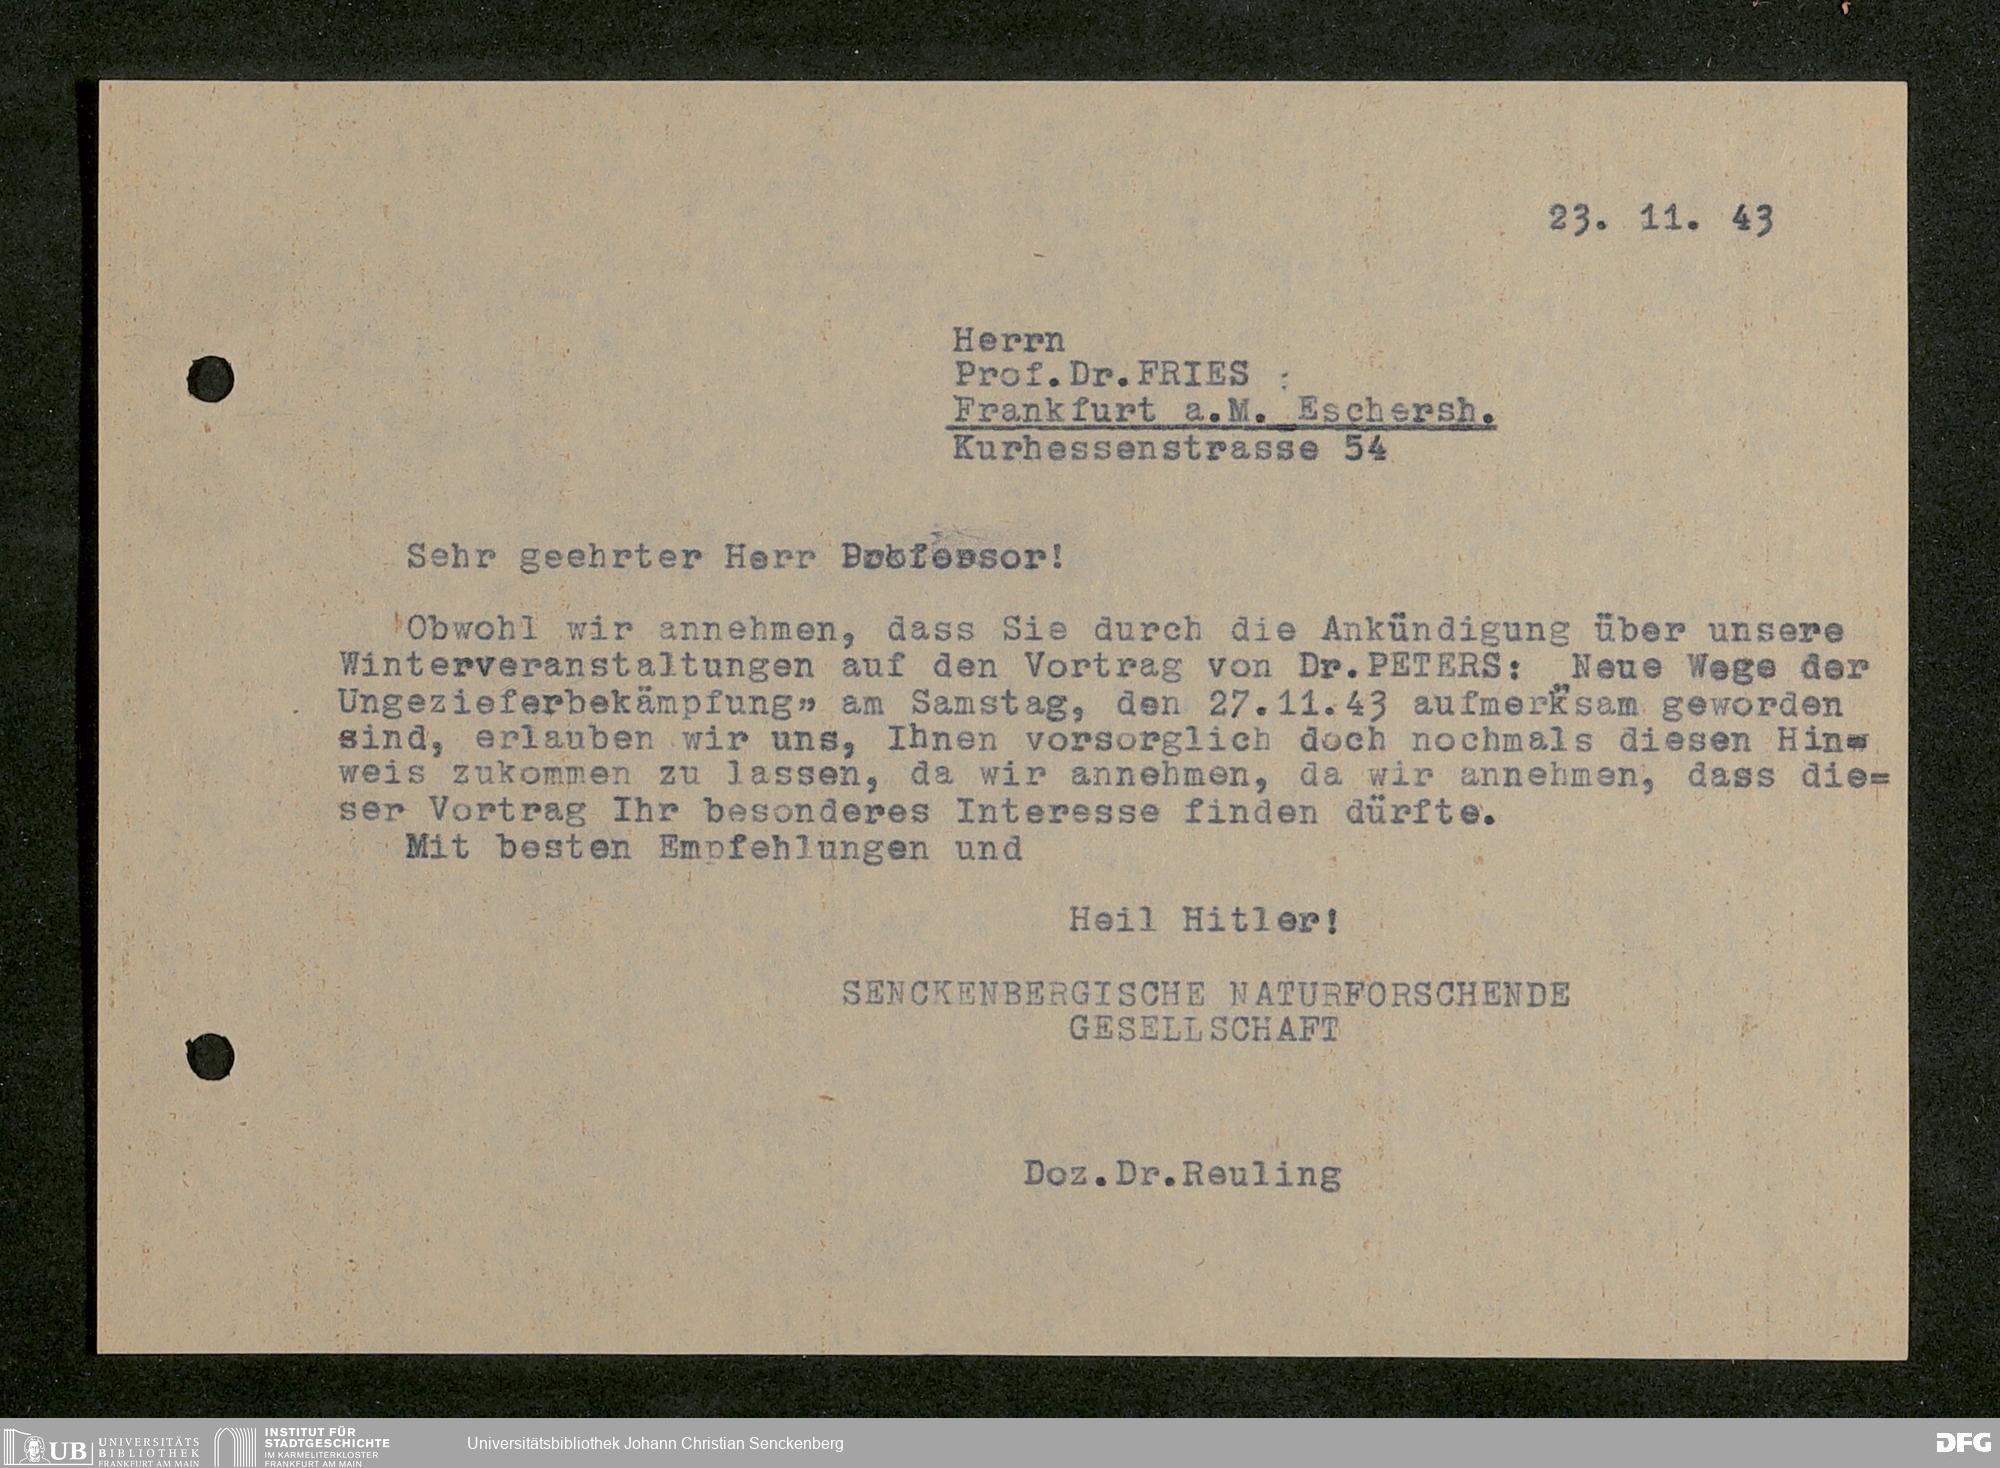 23. 11. 43
Herrn
Prof.Dr.FRIES
Frankfurt a.M. Eschersh.
Kurhessenstrasse 54
Sehr geehrter Herr Professor!
Obwohl wir annehmen, dass Sie durch die Ankündigung über unsere
Winterveranstaltungen auf den Vortrag von Dr.PETERS: „Neue Wege der
Ungezieferbekämpfung" am Samstag, den 27.11.43 aufmerksam geworden
sind, erlauben wir uns, Ihnen vorsorglich doch nochmals diesen Hin=
weis zukommen zu lassen, da wir annehmen, da wir annehmen, dass die=
ser Vortrag Ihr besonderes Interesse finden dürfte.
Mit besten Empfehlungen und
Heil Hitler!
SENCKENBERGISCHE NATURFORSCHENDE
GESELLSCHAFT
Doz.Dr.Reuling
UB
UNIVERSITÄTS
BIBLIOTHEK
FRANKFURT AM MAIN
INSTITUT FÜR
STADTGESCHICHTE
IM KARMELITERKLOSTER
FRANKFURT AM MAIN
Universitätsbibliothek Johann Christian Senckenberg
DFG